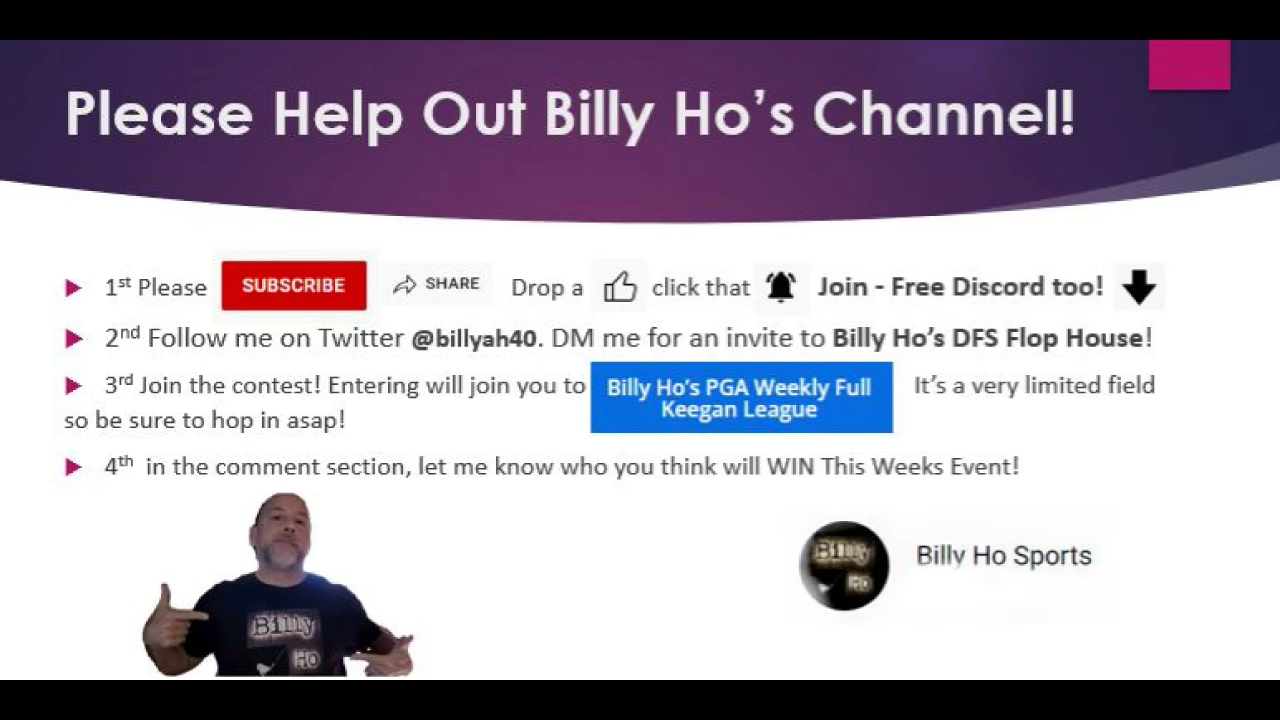 Please Help Out Billy Ho's Channel!
1st Please SUBSCRIBE SHARE Drop a click that Join - Free Discord too!
2nd Follow me on Twitter @billyah40. DM me for an invite to Billy Ho's DFS Flop House!
3rd Join the contest! Entering will join you to Billy Ho's PGA Weekly Full Keegan League It's a very limited field
so be sure to hop in asap!
4th in the comment section, let me know who you think will WIN This Weeks Event!
Billy
Ho
Billy
Ho
Billy Ho Sports